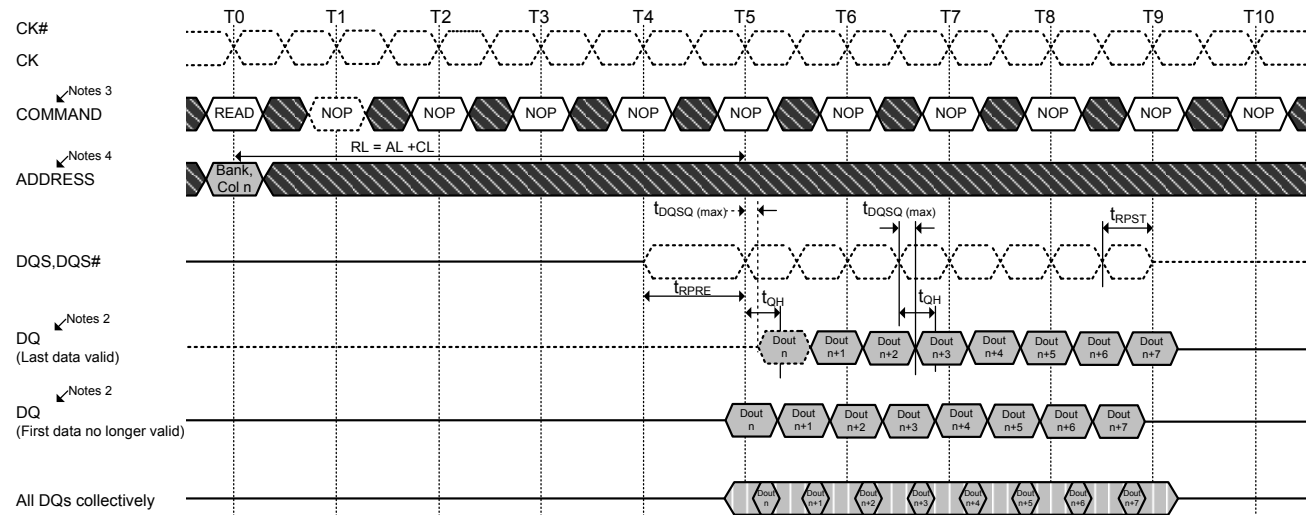 T0 T1 T2 T3 T4 T5 T6 T7 T8 T9 T10
CK#
CK
Notes 3
COMMAND
READ NOP NOP NOP NOP NOP NOP NOP NOP NOP NOP
RL = AL +CL
Notes 4
ADDRESS
Bank,
Col n
tDQSQ (max) tDQSQ (max) tRPST
DQS,DQS#
tRPRE tQH tQH
Notes 2
DQ
(Last data valid)
Dout Dout Dout Dout Dout Dout Dout Dout
n n+1 n+2 n+3 n+4 n+5 n+6 n+7
Notes 2
DQ
(First data no longer valid)
Dout Dout Dout Dout Dout Dout Dout Dout
n n+1 n+2 n+3 n+4 n+5 n+6 n+7
All DQs collectively
Dout Dout Dout Dout Dout Dout Dout Dout
n n+1 n+2 n+3 n+4 n+5 n+6 n+7